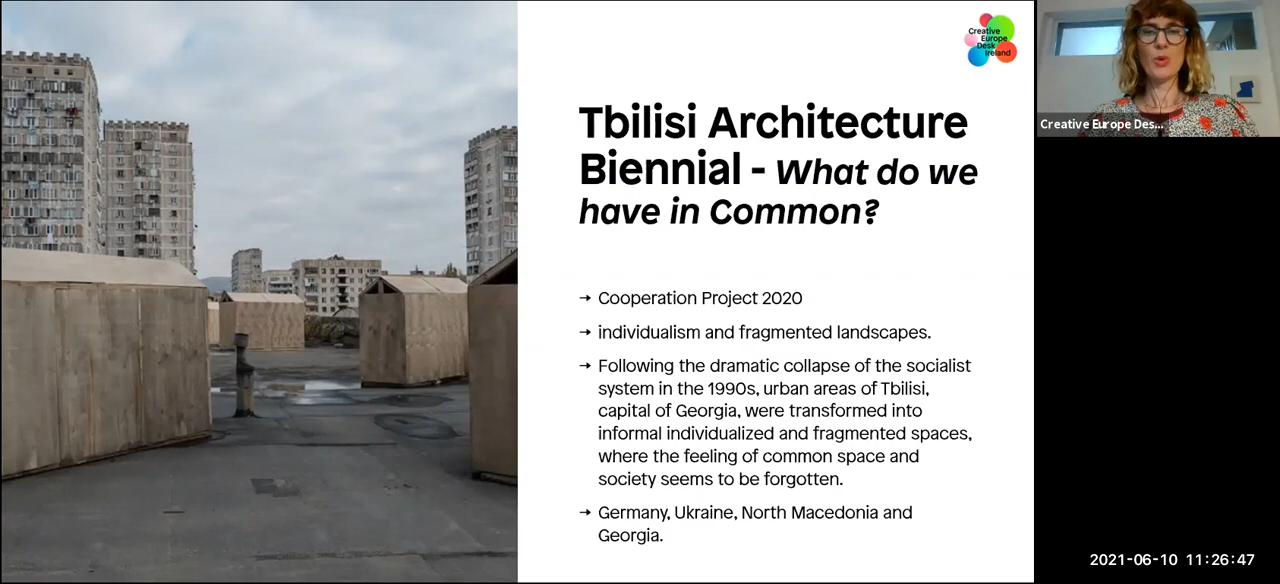 Creative
Europe
Desk
Ireland
Tbilisi Architecture
Biennial - What do we
have in Common?
→ Cooperation Project 2020
→ individualism and fragmented landscapes.
→ Following the dramatic collapse of the socialist
system in the 1990s, urban areas of Tbilisi,
capital of Georgia, were transformed into
informal individualized and fragmented spaces,
where the feeling of common space and
society seems to be forgotten.
→ Germany, Ukraine, North Macedonia and
Georgia.
Creative Europe Des...
2021-06-10 11:26:47